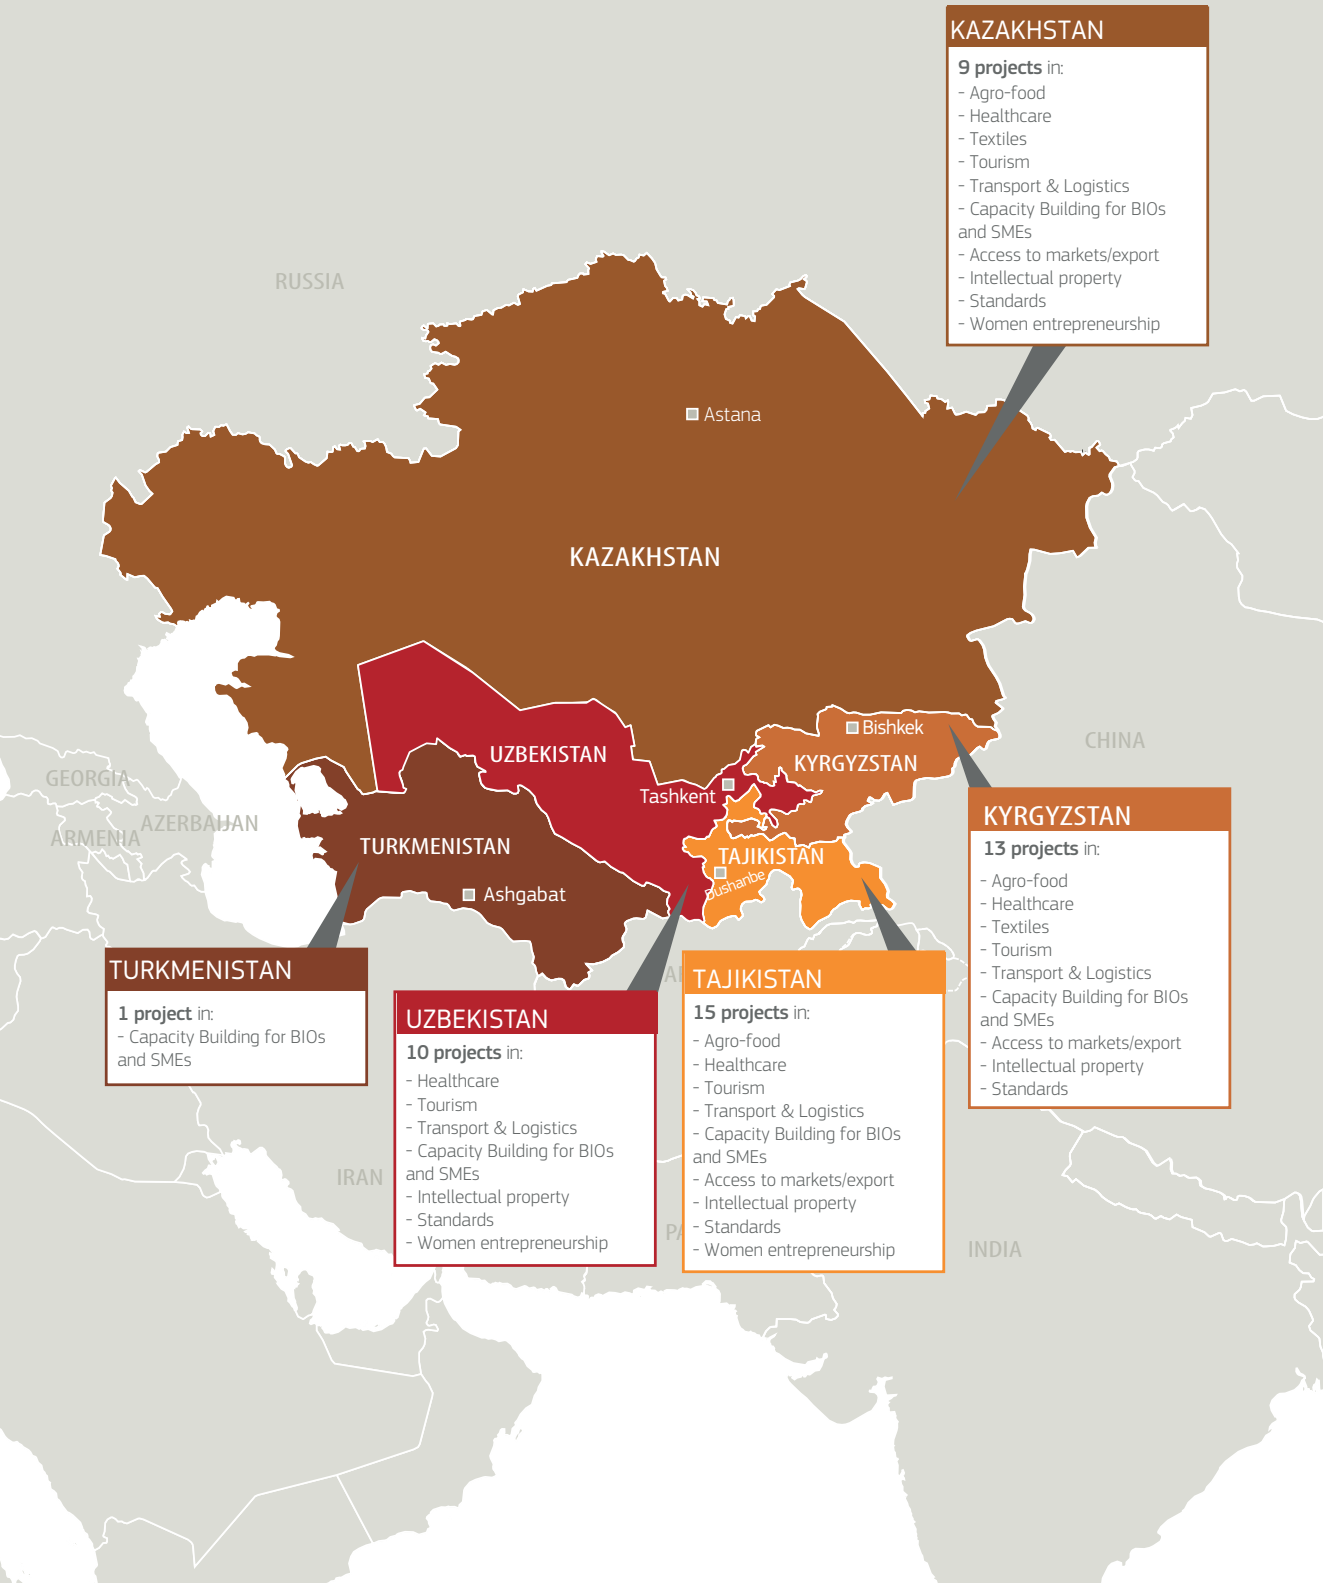 KAZAKHSTAN
9 projects in:
- Agro-food
- Healthcare
- Textiles
- Tourism
- Transport & Logistics
- Capacity Building for BIOs
and SMEs
- Access to markets/export
- Intellectual property
- Standards
- Women entrepreneurship
RUSSIA
Astana
KAZAKHSTAN
Bishkek
CHINA
UZBEKISTAN
KYRGYZSTAN
GEORGIA
Tashkent
ARMENIA
AZERBAIJAN
TURKMENISTAN
TAJIKISTAN
Dushanbe
Ashgabat
KYRGYZSTAN
13 projects in:
- Agro-food
- Healthcare
- Textiles
- Tourism
- Transport & Logistics
- Capacity Building for BIOs
and SMEs
- Access to markets/export
- Intellectual property
- Standards
TURKMENISTAN
1 project in:
- Capacity Building for BIOs
and SMEs
UZBEKISTAN
10 projects in:
- Healthcare
- Tourism
- Transport & Logistics
- Capacity Building for BIOs
and SMEs
- Intellectual property
- Standards
- Women entrepreneurship
TAJIKISTAN
15 projects in:
- Agro-food
- Healthcare
- Tourism
- Transport & Logistics
- Capacity Building for BIOs
and SMEs
- Access to markets/export
- Intellectual property
- Standards
- Women entrepreneurship
IRAN
INDIA